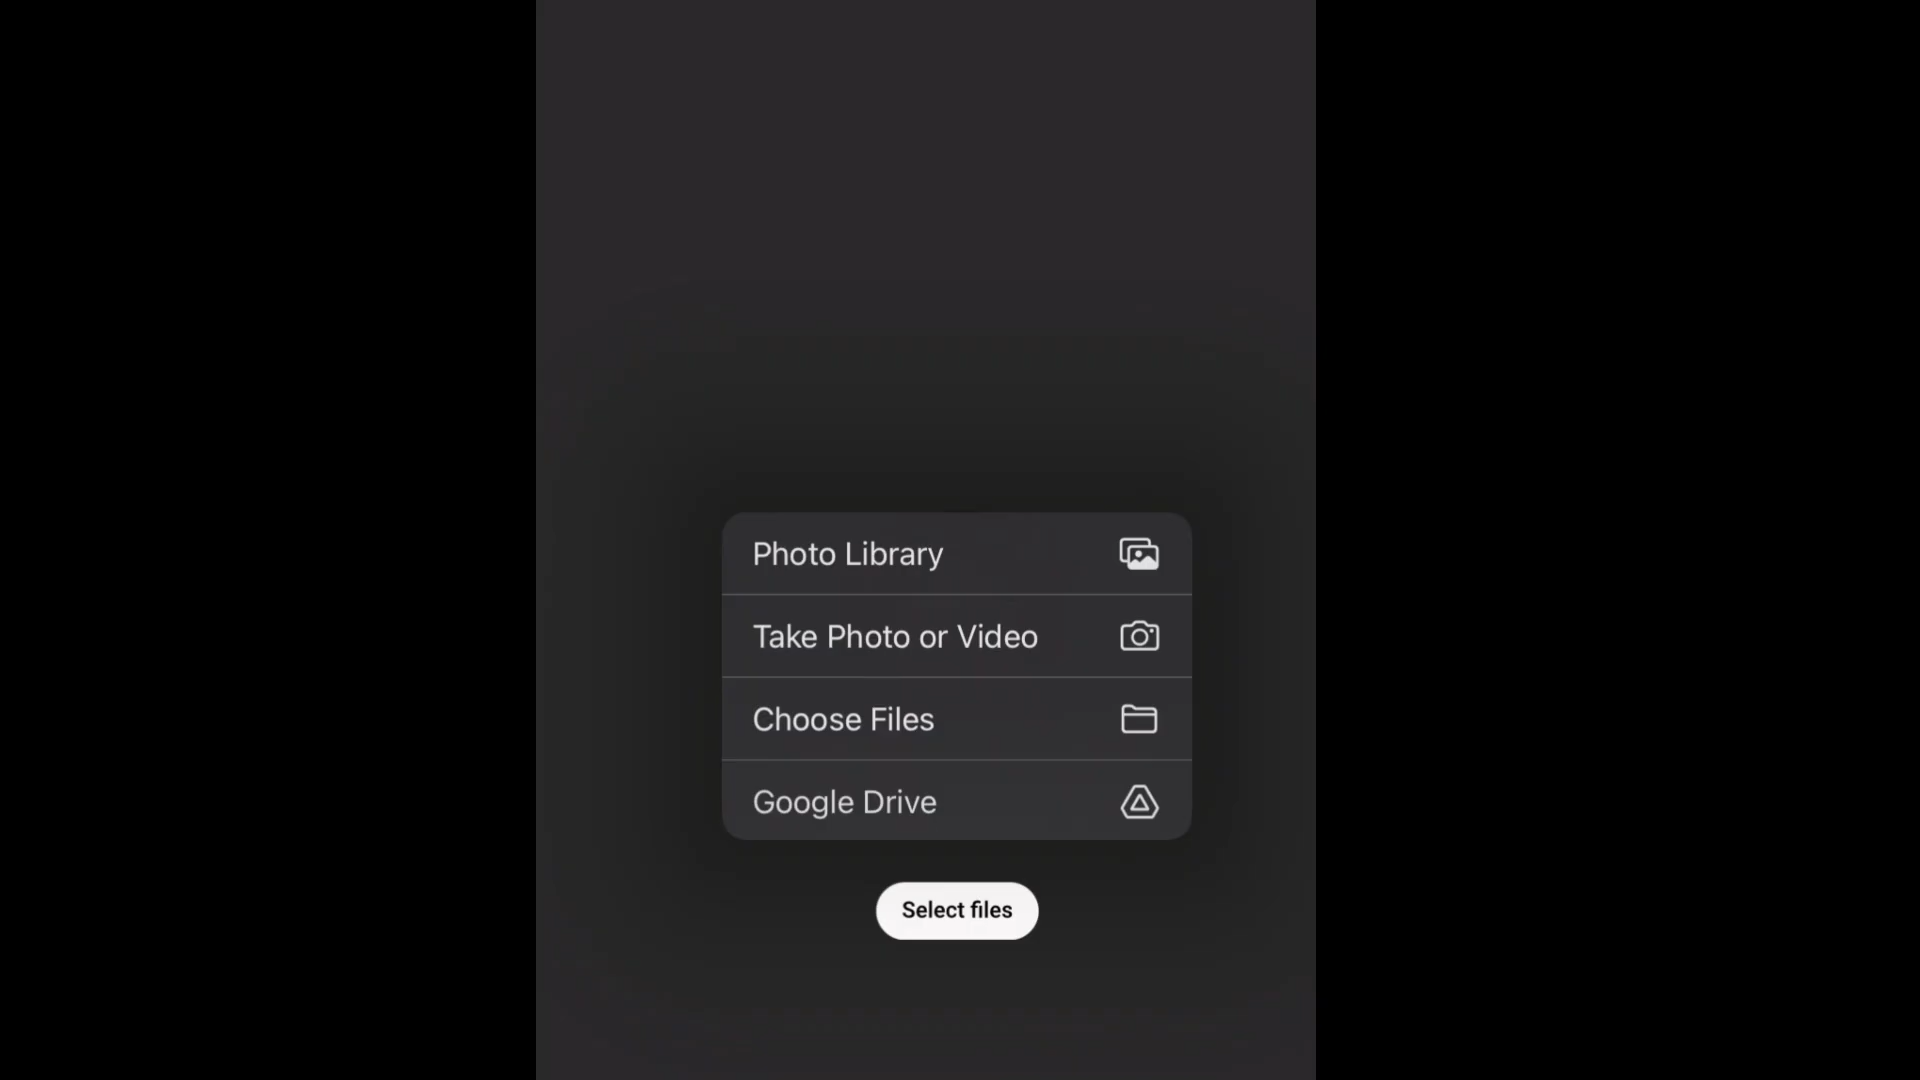 Photo Library
Take Photo or Video
Choose Files
Google Drive
Select files